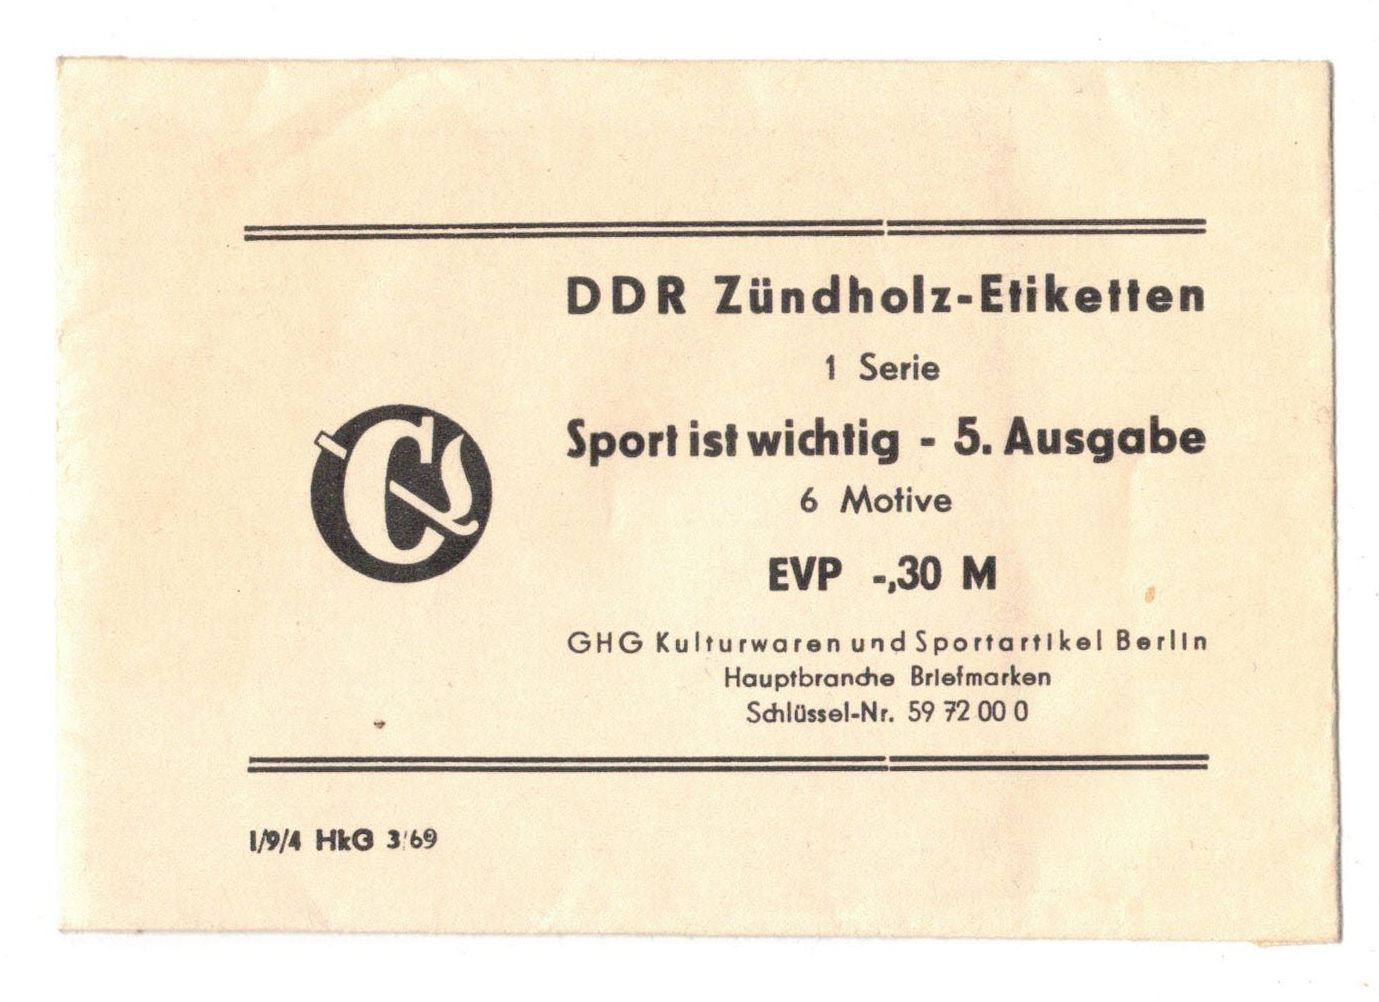 DDR Zündholz-Etiketten
1 Serie
Sport ist wichtig - 5. Ausgabe
6 Motive
EVP -,30 M
GHG Kulturwaren und Sportartikel Berlin
Hauptbranche Briefmarken
Schlüssel-Nr. 59 72 00 0
I/9/4 HkG 3/69